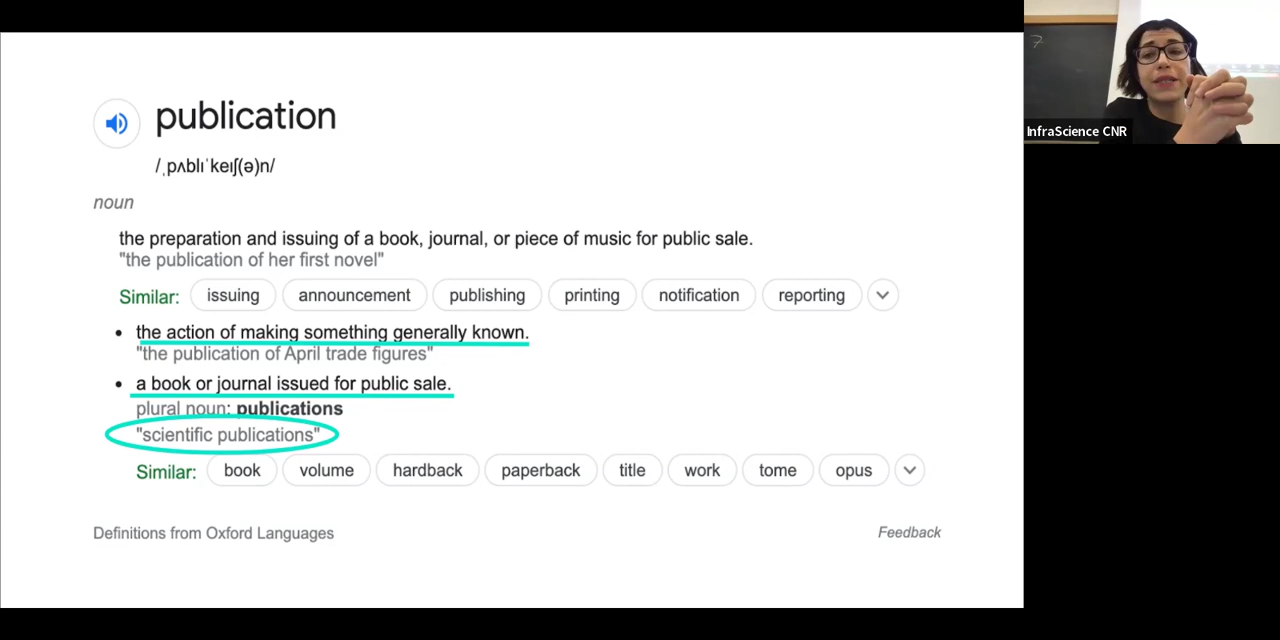 publication
/ˌpʌblɪˈkeɪʃ(ə)n/
noun
the preparation and issuing of a book, journal, or piece of music for public sale.
"the publication of her first novel"
Similar: issuing announcement publishing printing notification reporting
the action of making something generally known.
"the publication of April trade figures"
a book or journal issued for public sale.
plural noun: publications
"scientific publications"
Similar: book volume hardback paperback title work tome opus
Definitions from Oxford Languages
Feedback
7
InfraScience CNR